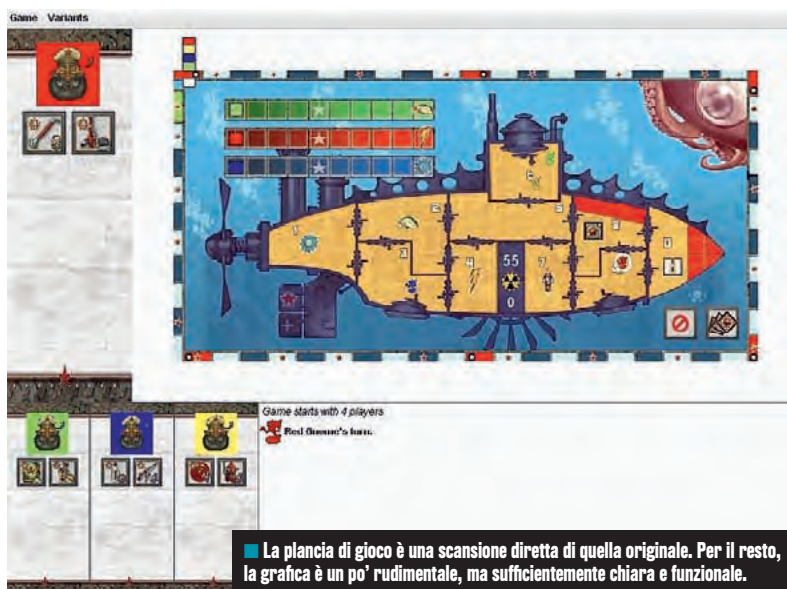 Game Variants
55
0
Game starts with 4 players
Red Gnome's turn.
La plancia di gioco è una scansione diretta di quella originale. Per il resto,
la grafica è un po' rudimentale, ma sufficientemente chiara e funzionale.